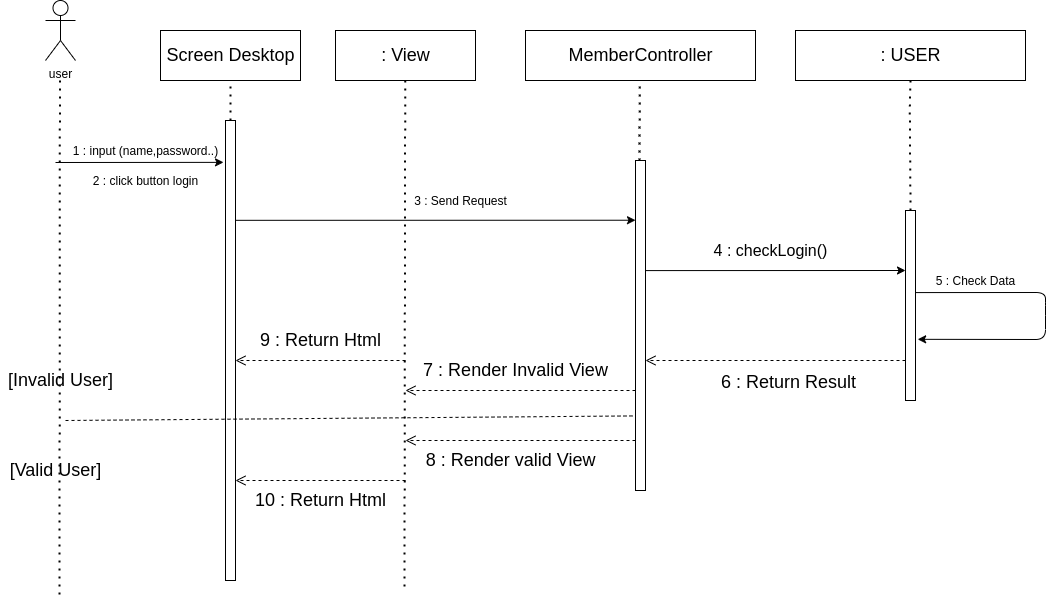 user
Screen Desktop
: View
MemberController
: USER
1 : input (name,password..)
2 : click button login
3 : Send Request
4 : checkLogin()
5 : Check Data
9 : Return Html
7 : Render Invalid View
6 : Return Result
[Invalid User]
8 : Render valid View
[Valid User]
10 : Return Html